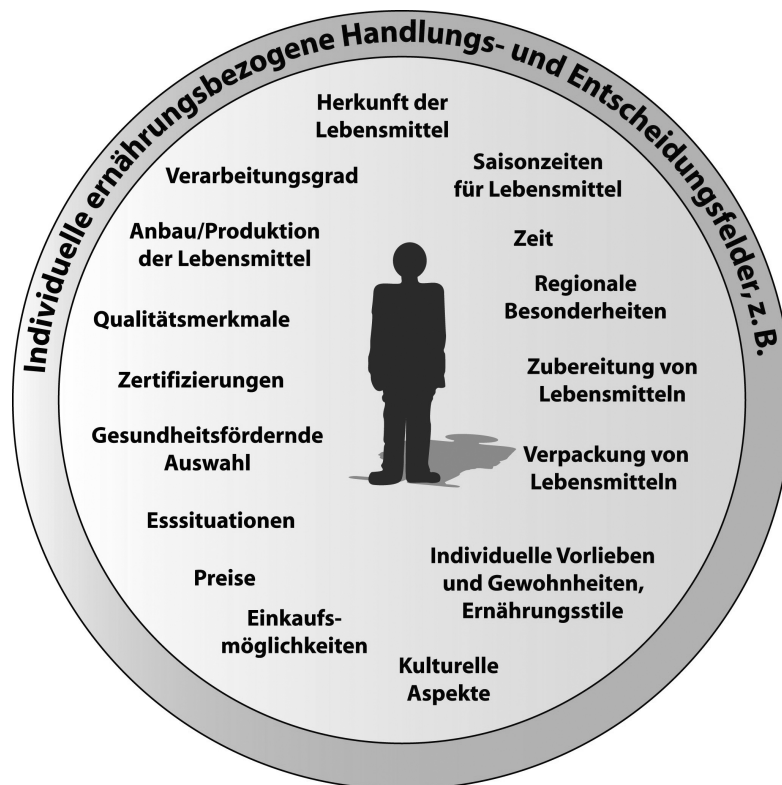 Individuelle ernährungsbezogene Handlungs- und Entscheidungsfelder, z. B.
Herkunft der
Lebensmittel
Saisonzeiten
für Lebensmittel
Zeit
Regionale
Besonderheiten
Zubereitung von
Lebensmitteln
Verpackung von
Lebensmitteln
Individuelle Vorlieben
und Gewohnheiten,
Ernährungsstile
Kulturelle
Aspekte
Einkaufs-
möglichkeiten
Preise
Esssituationen
Gesundheitsfördernde
Auswahl
Zertifizierungen
Qualitätsmerkmale
Anbau/Produktion
der Lebensmittel
Verarbeitungsgrad